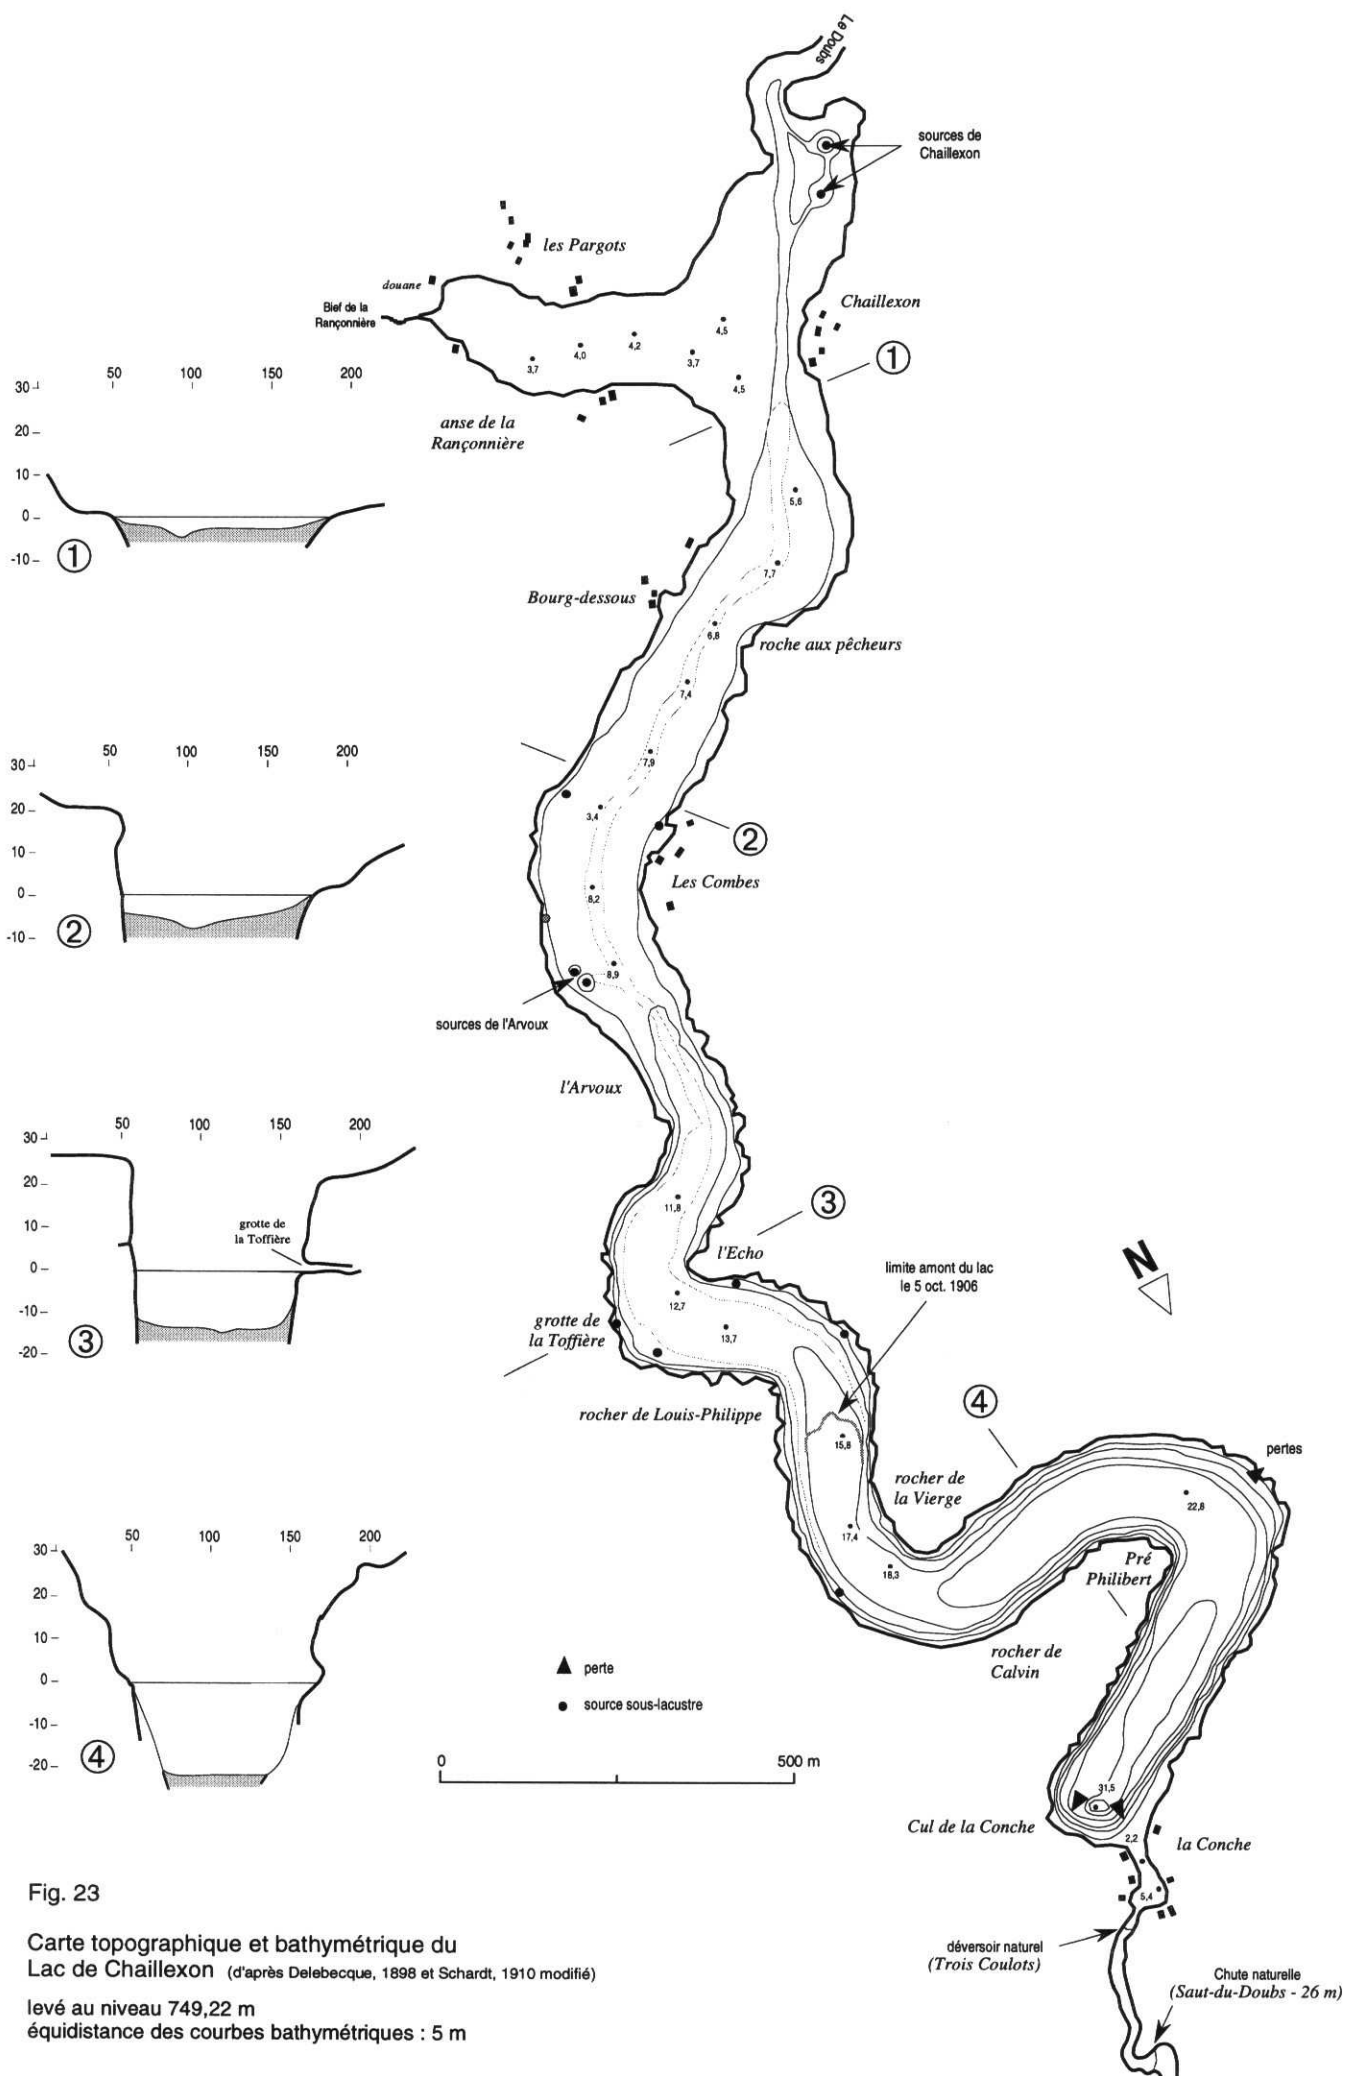 Le Doubs
sources de
Chaillexon
les Pargots
douane
Bief de la
Rançonnière
Chaillexon
4,5
4,2
4,0
3,7
3,7
4,5
1
anse de la
Rançonnière
50 100 150 200
30
20
10
0
-10
1
5,6
7,7
Bourg-dessous
6,8
roche aux pêcheurs
7,4
7,9
3,4
2
Les Combes
8,2
8,9
50 100 150 200
30
20
10
0
-10
2
sources de l'Arvoux
l'Arvoux
50 100 150 200
30
20
10
0
-10
-20
grotte de
la Toffière
3
11,8
3
l'Echo
limite amont du lac
le 5 oct. 1906
N
12,7
13,7
grotte de
la Toffière
rocher de Louis-Philippe
15,8
4
pertes
rocher de
la Vierge
22,8
17,4
18,3
Pré
Philibert
rocher de
Calvin
50 100 150 200
30
20
10
0
-10
-20
4
perte
source sous-lacustre
0 500 m
31,5
Cul de la Conche
2,2
la Conche
5,4
déversoir naturel
(Trois Coulots)
Chute naturelle
(Saut-du-Doubs - 26 m)
Fig. 23
Carte topographique et bathymétrique du
Lac de Chaillexon (d'après Delebecque, 1898 et Schardt, 1910 modifié)
levé au niveau 749,22 m
équidistance des courbes bathymétriques : 5 m